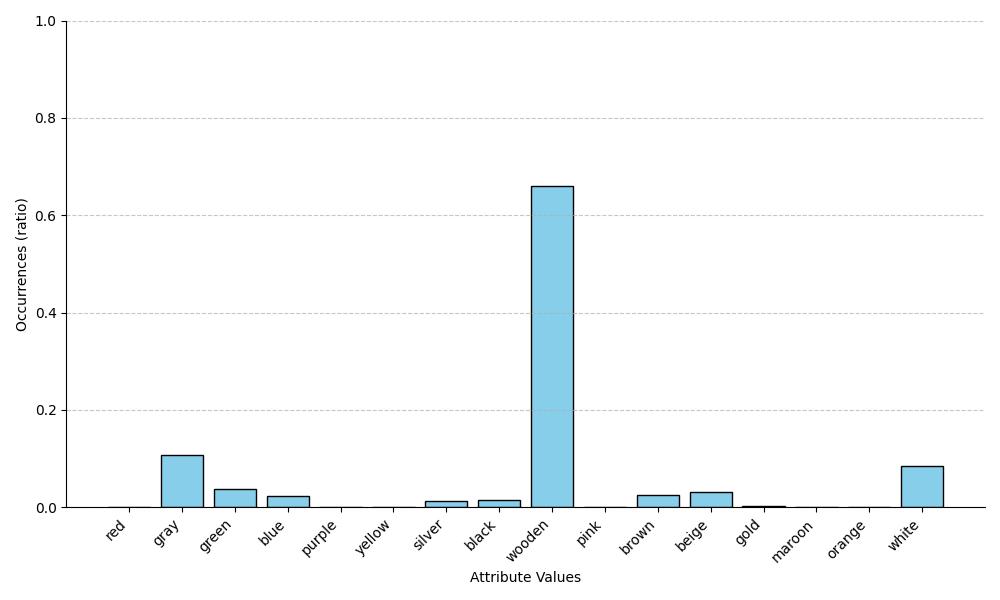 1.0
0.8
0.6
0.4
0.2
0.0
Occurrences (ratio)
red
gray
green
blue
purple
yellow
silver
black
wooden
pink
brown
beige
gold
maroon
orange
white
Attribute Values